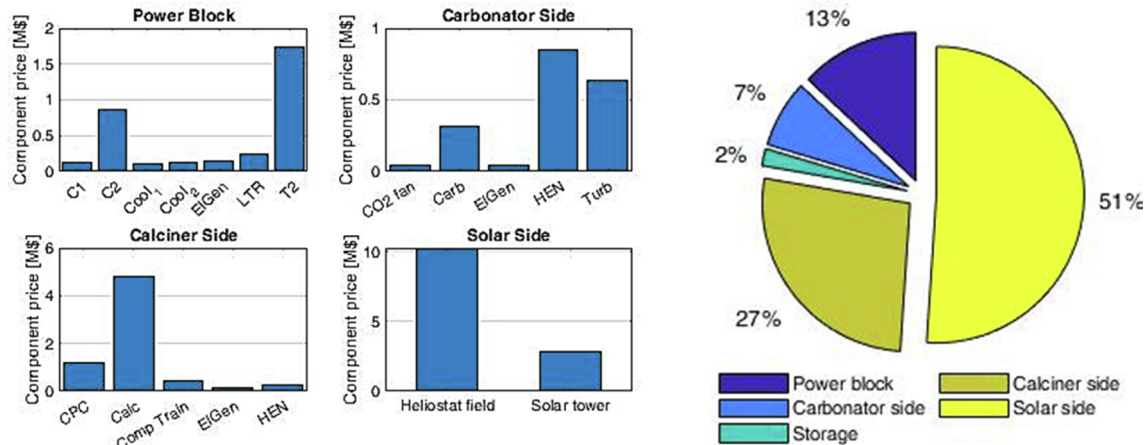 Power Block
Component price [M$]
2
1.5
1
0.5
0
C1 C2 Cool1 Cool2 ElGen LTR T2
Carbonator Side
Component price [M$]
1
0.5
0
CO2 fan Carb ElGen HEN Turb
Calciner Side
Component price [M$]
6
4
2
0
CPC Calc Comp Train ElGen HEN
Solar Side
Component price [M$]
10
5
0
Heliostat field Solar tower
13%
7%
2%
27%
51%
Power block
Carbonator side
Storage
Calciner side
Solar side